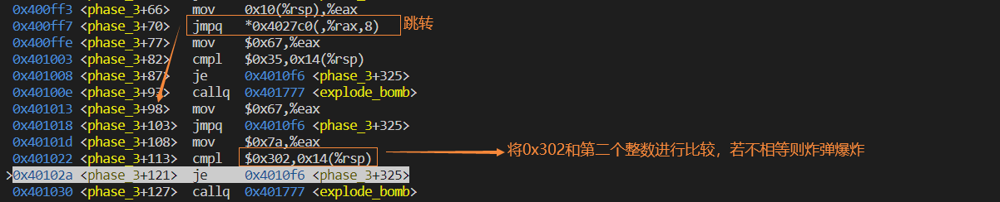 0x400ff3 <phase_3+66> mov 0x10(%rsp),%eax
0x400ff7 <phase_3+70> jmpq *0x4027c0(,%rax,8) 跳转
0x400ffe <phase_3+77> mov $0x67,%eax
0x401003 <phase_3+82> cmpl $0x35,0x14(%rsp)
0x401008 <phase_3+87> je 0x4010f6 <phase_3+325>
0x40100e <phase_3+93> callq 0x401777 <explode_bomb>
0x401013 <phase_3+98> mov $0x67,%eax
0x401018 <phase_3+103> jmpq 0x4010f6 <phase_3+325>
0x40101d <phase_3+108> mov $0x7a,%eax
0x401022 <phase_3+113> cmpl $0x302,0x14(%rsp) 将0x302和第二个整数进行比较，若不相等则炸弹爆炸
>0x40102a <phase_3+121> je 0x4010f6 <phase_3+325>
0x401030 <phase_3+127> callq 0x401777 <explode_bomb>